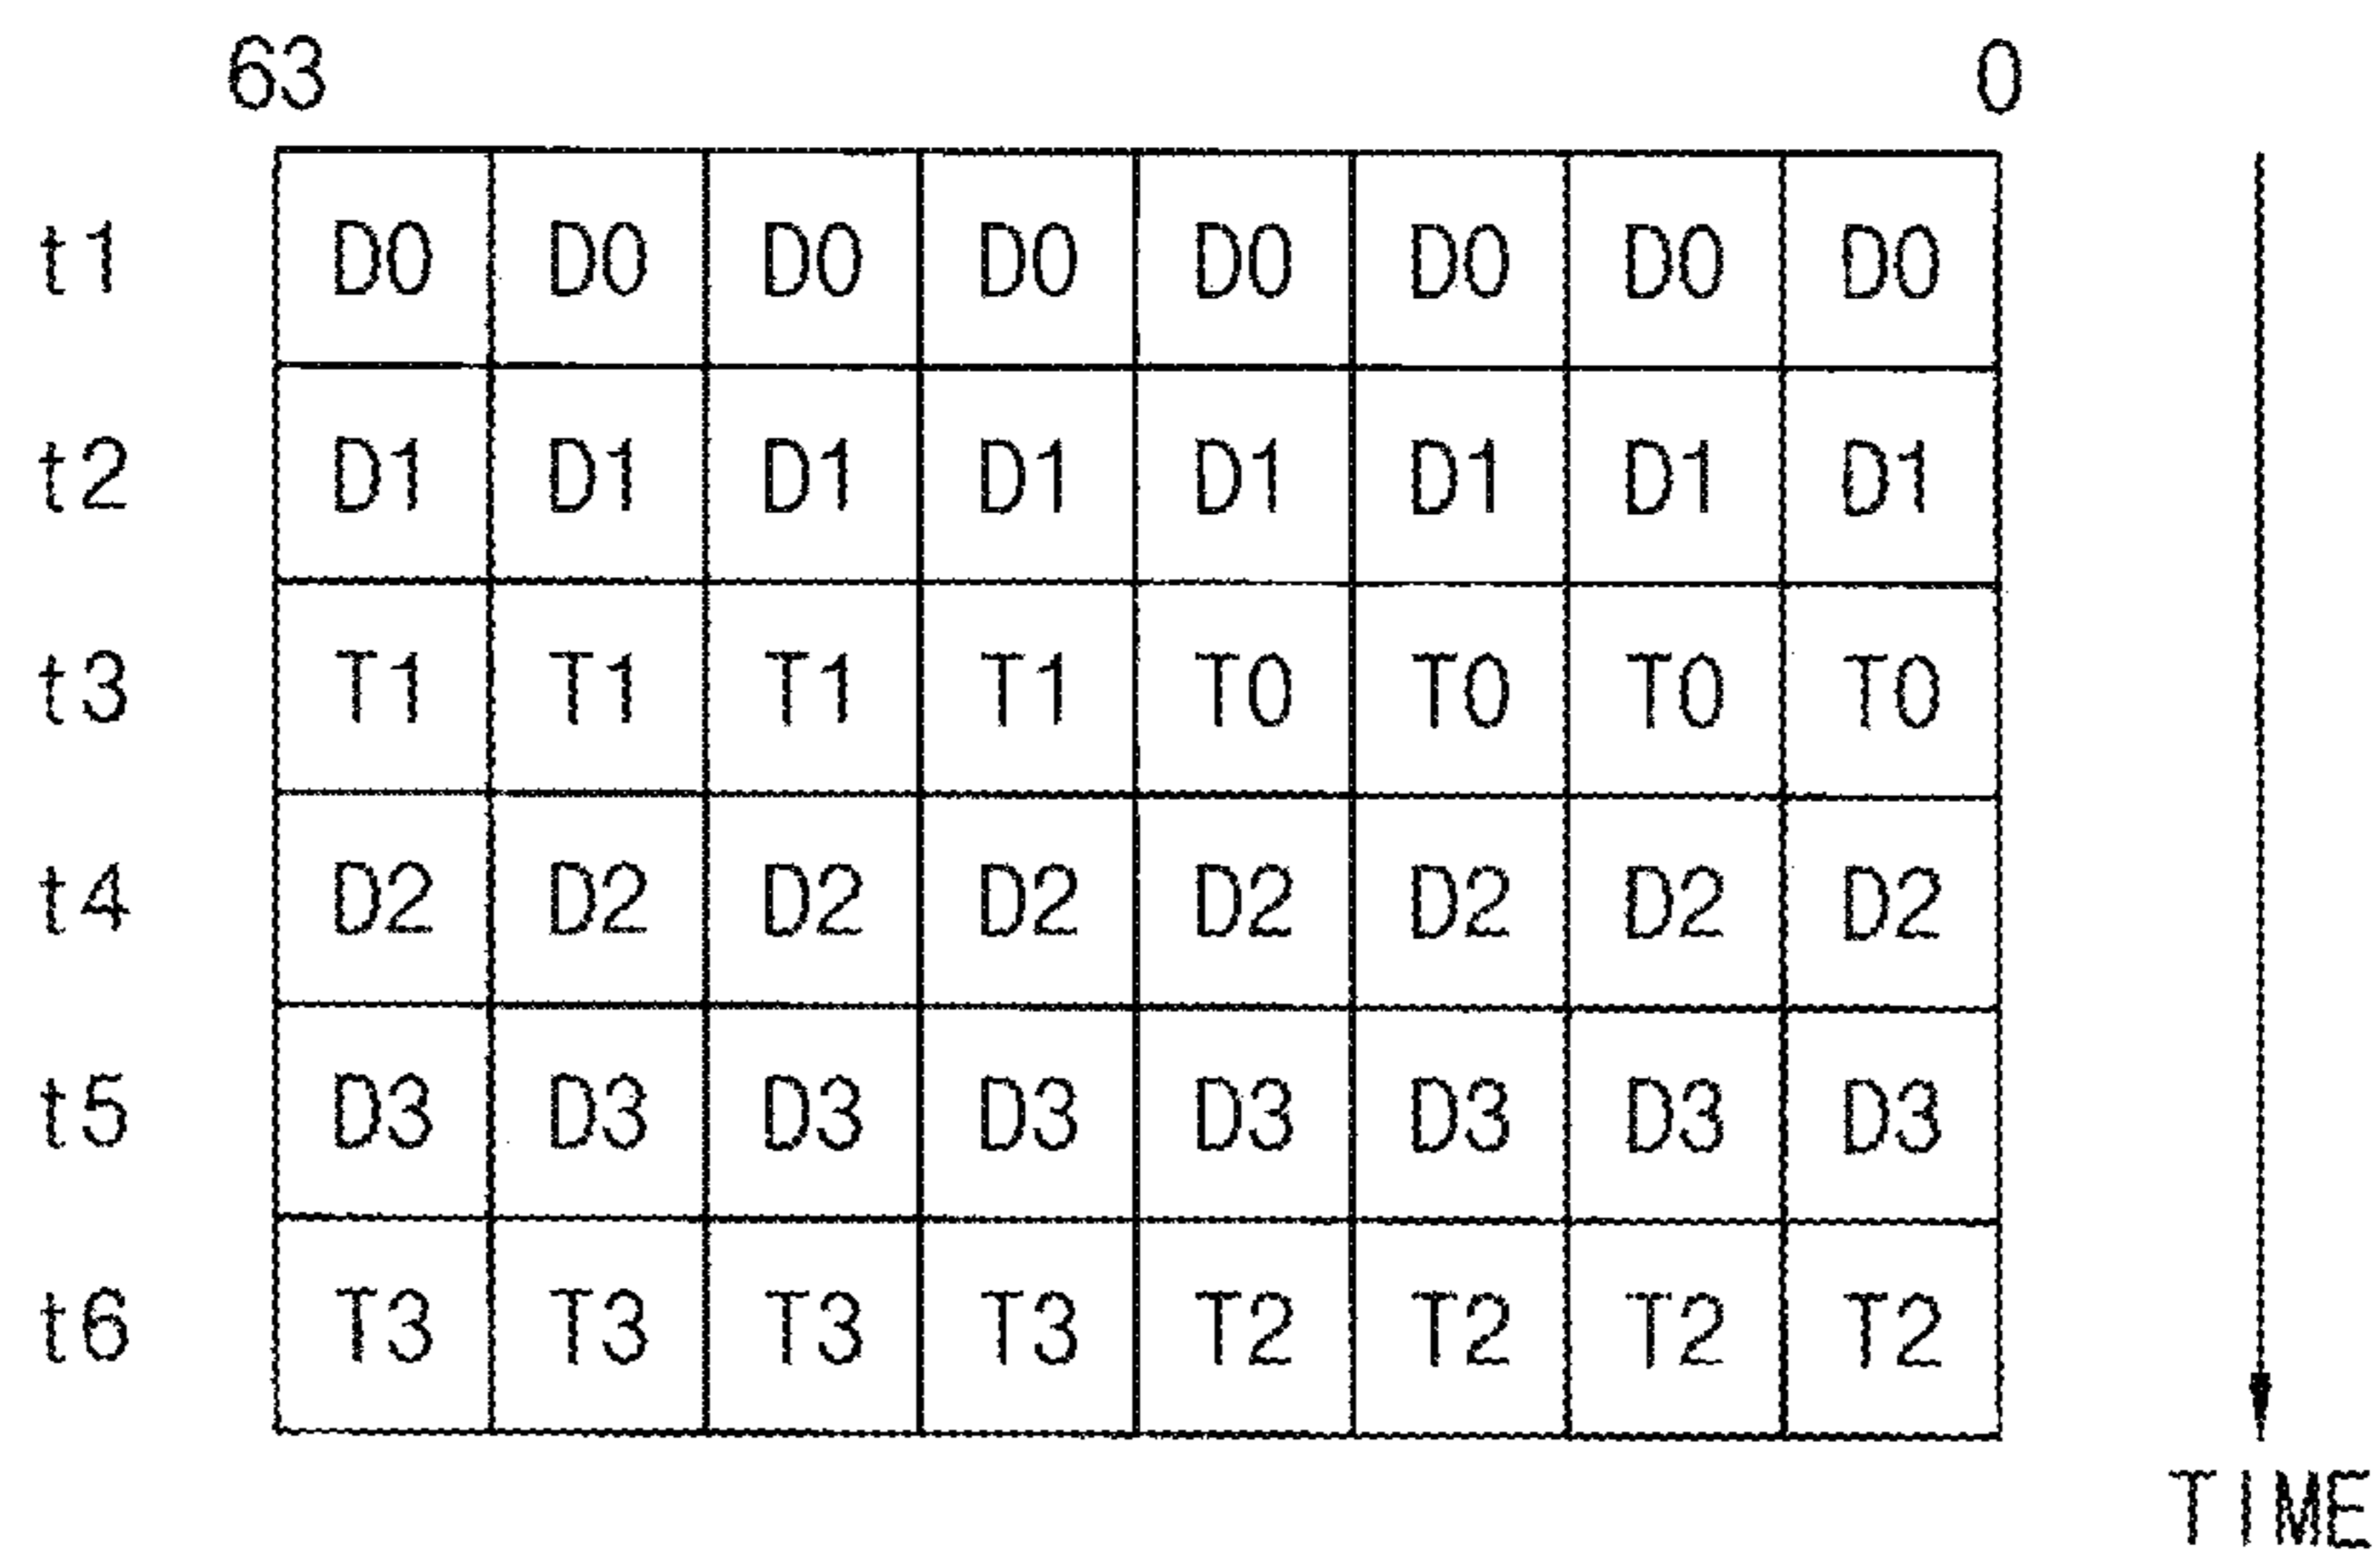 63 0
t1 D0 D0 D0 D0 D0 D0 D0 D0
t2 D1 D1 D1 D1 D1 D1 D1 D1
t3 T1 T1 T1 T1 T0 T0 T0 T0
t4 D2 D2 D2 D2 D2 D2 D2 D2
t5 D3 D3 D3 D3 D3 D3 D3 D3
t6 T3 T3 T3 T3 T2 T2 T2 T2
TIME